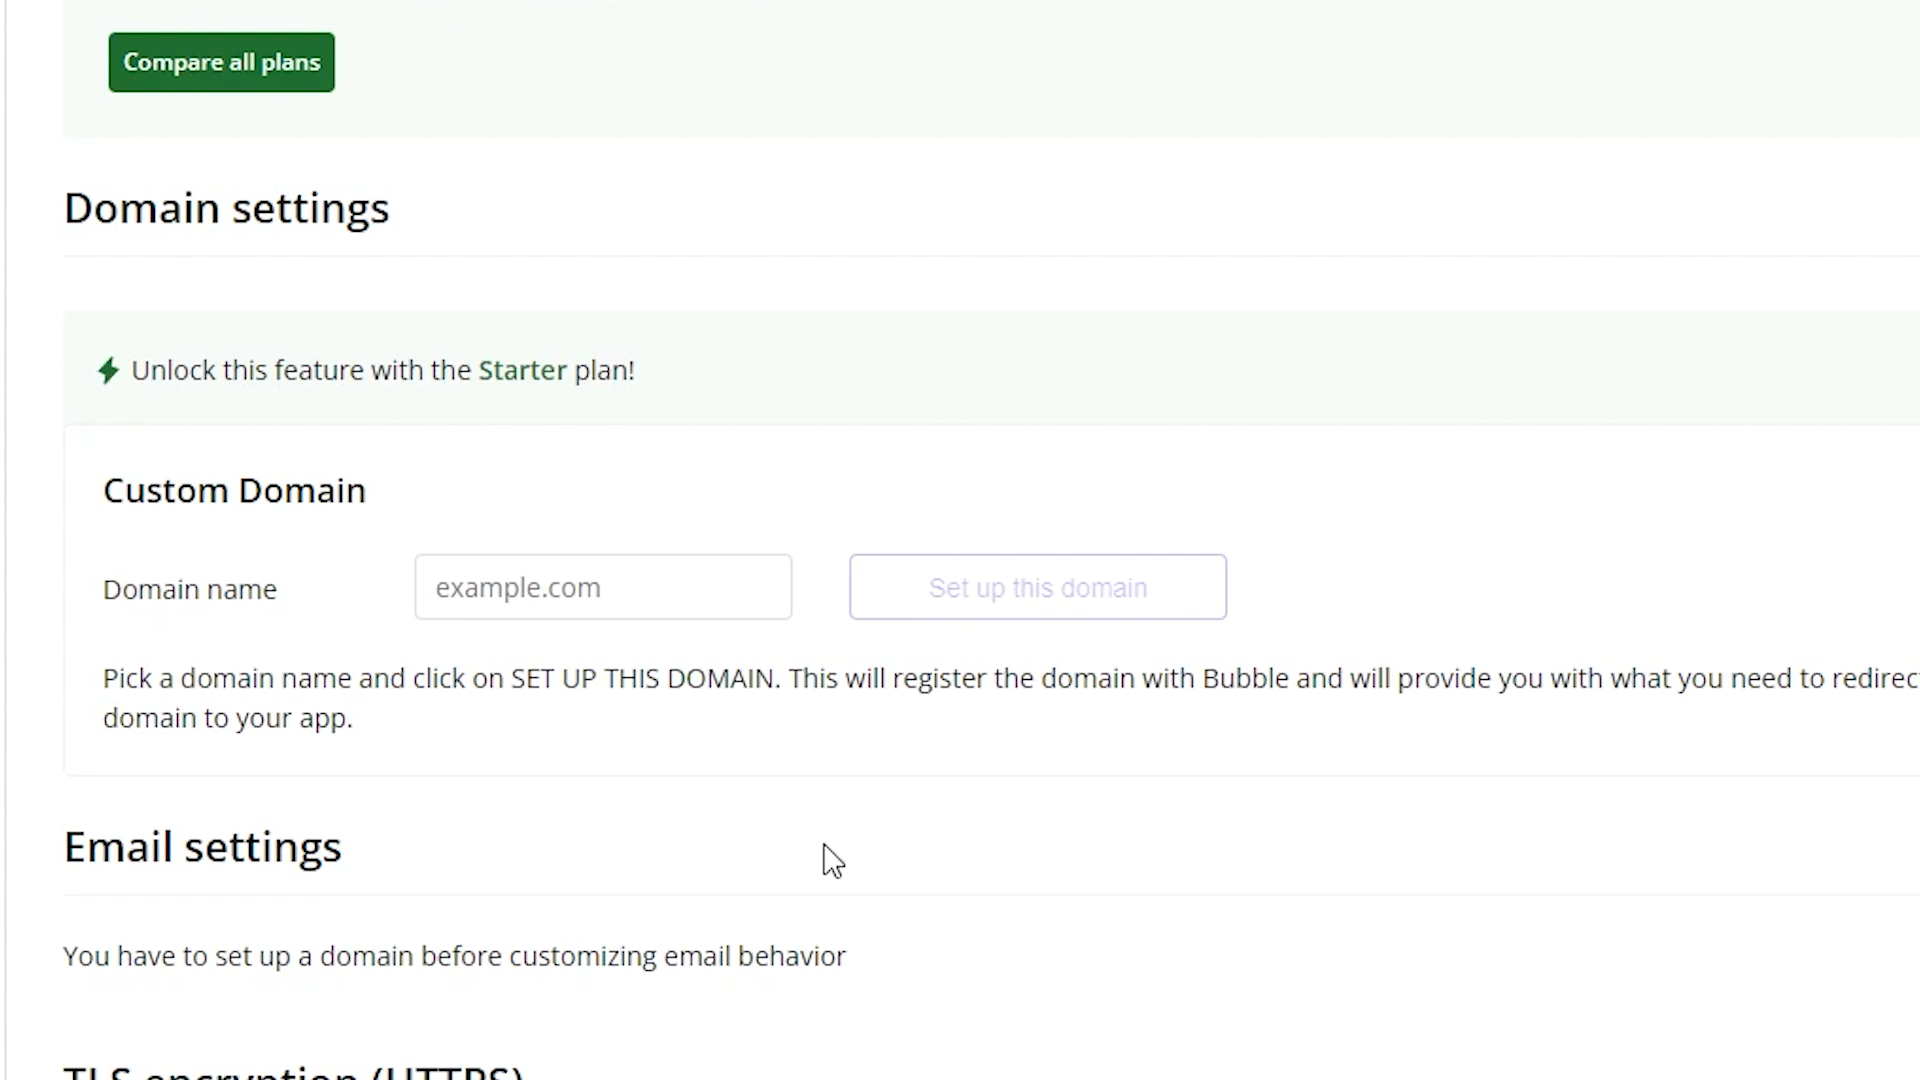 Compare all plans
Domain settings
Unlock this feature with the Starter plan!
Custom Domain
Domain name
example.com
Set up this domain
Pick a domain name and click on SET UP THIS DOMAIN. This will register the domain with Bubble and will provide you with what you need to redirec
domain to your app.
Email settings
You have to set up a domain before customizing email behavior
TLS encryption (HTTPS)